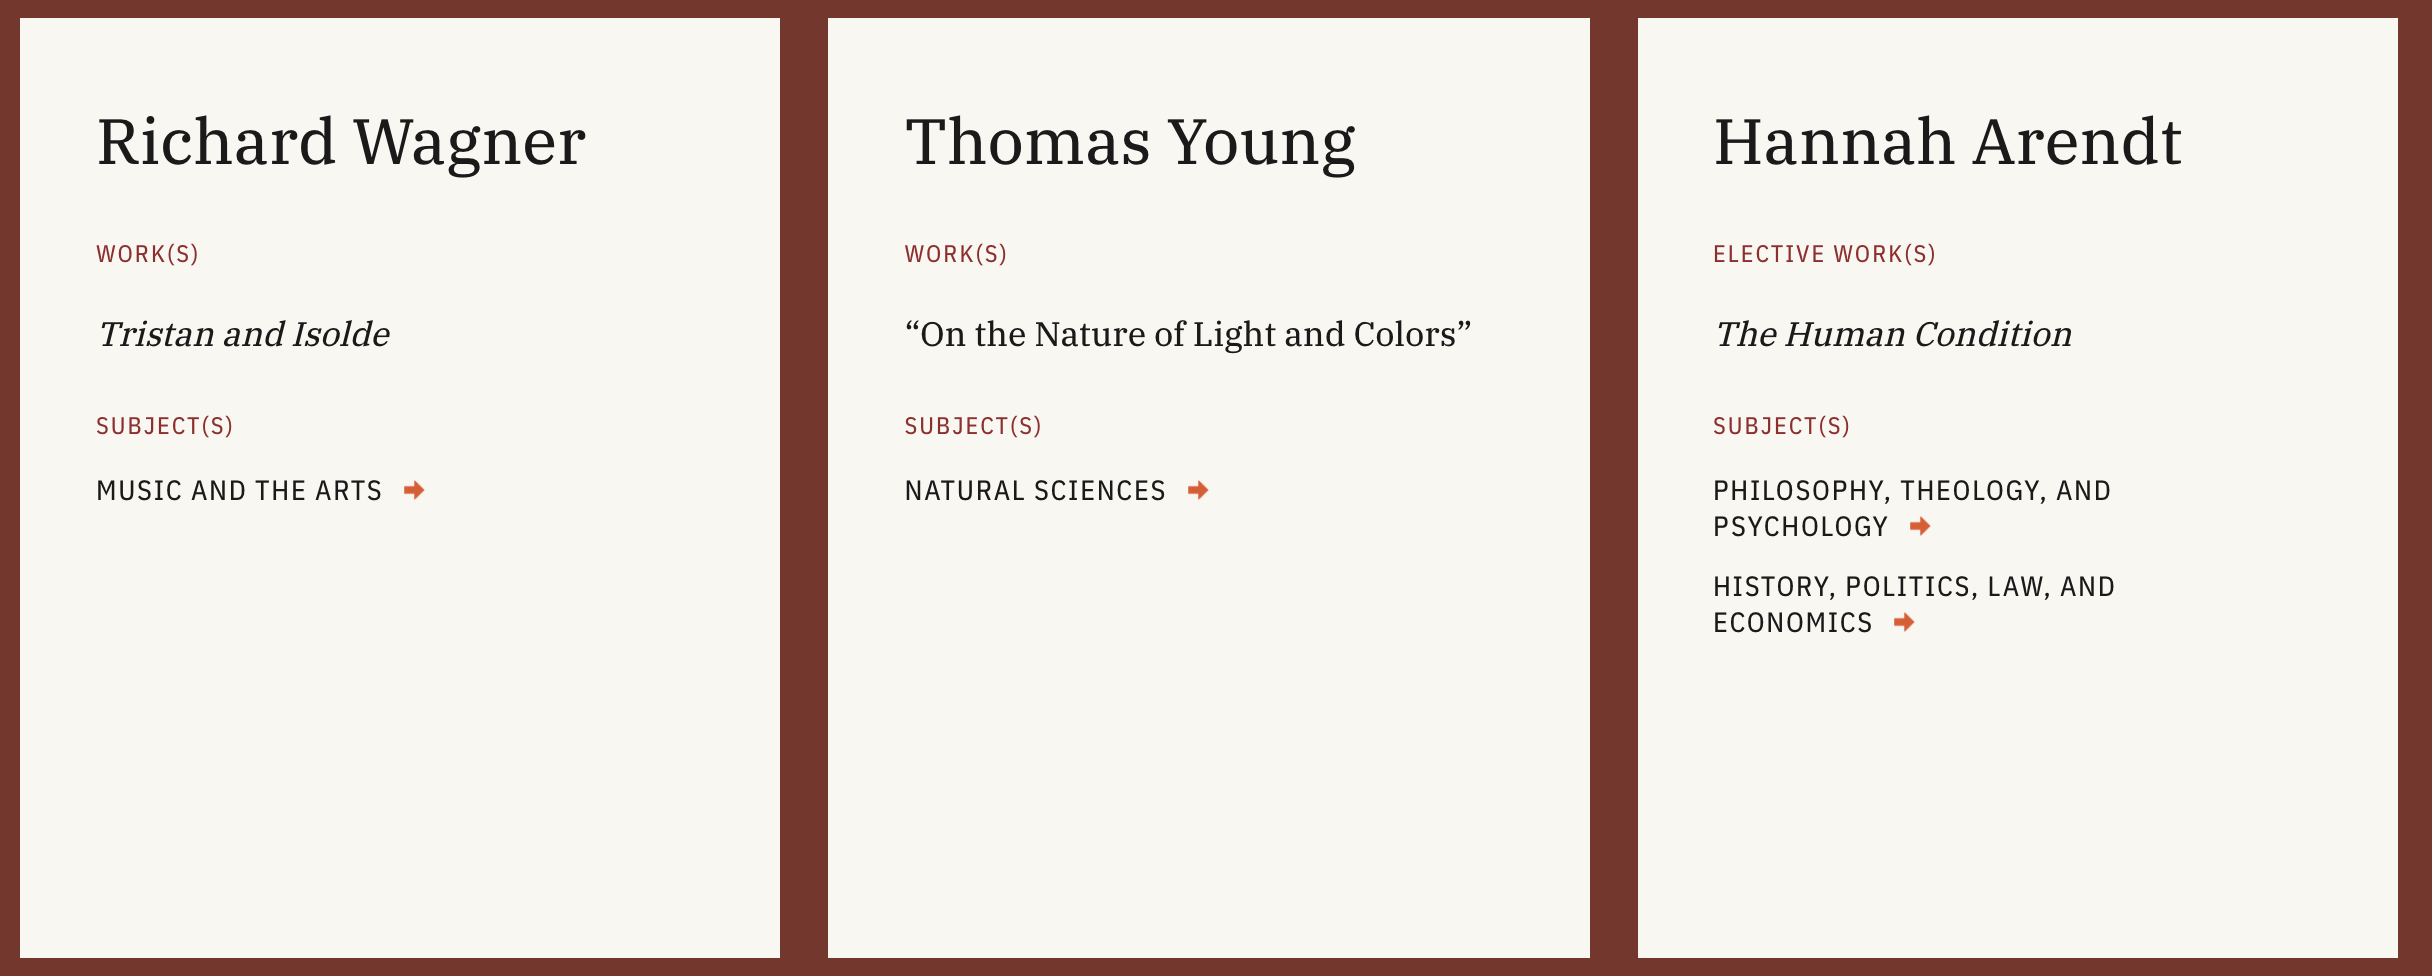 Richard Wagner
WORK(S)
Tristan and Isolde
SUBJECT(S)
MUSIC AND THE ARTS
Thomas Young
WORK(S)
“On the Nature of Light and Colors”
SUBJECT(S)
NATURAL SCIENCES
Hannah Arendt
ELECTIVE WORK(S)
The Human Condition
SUBJECT(S)
PHILOSOPHY, THEOLOGY, AND
PSYCHOLOGY
HISTORY, POLITICS, LAW, AND
ECONOMICS